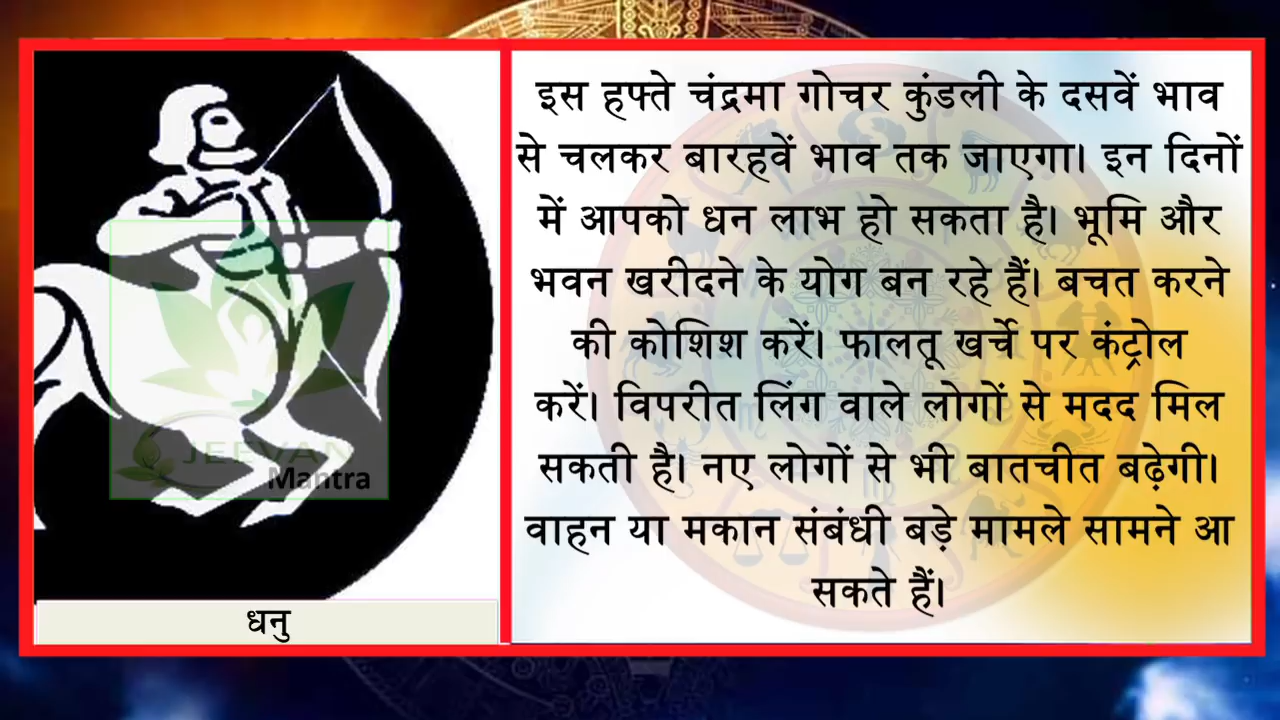 इस हफ्ते चंद्रमा गोचर कुंडली के दसवें भाव
से चलकर बारहवें भाव तक जाएगा। इन दिनों
में आपको धन लाभ हो सकता है। भूमि और
भवन खरीदने के योग बन रहे हैं। बचत करने
की कोशिश करें। फालतू खर्चे पर कंट्रोल
करें। विपरीत लिंग वाले लोगों से मदद मिल
सकती है। नए लोगों से भी बातचीत बढ़ेगी।
वाहन या मकान संबंधी बड़े मामले सामने आ
सकते हैं।
JEEVAN
Mantra
धनु